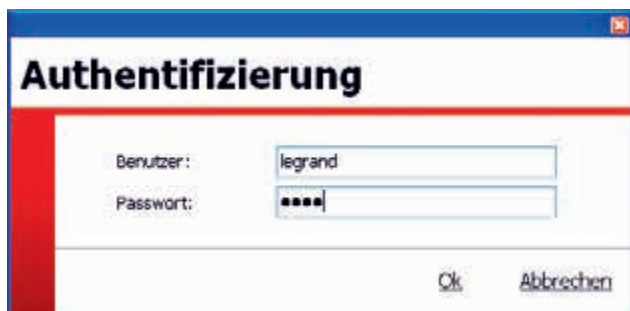 Authentifizierung
Benutzer: legrand
Passwort: ●●●●
Ok Abbrechen